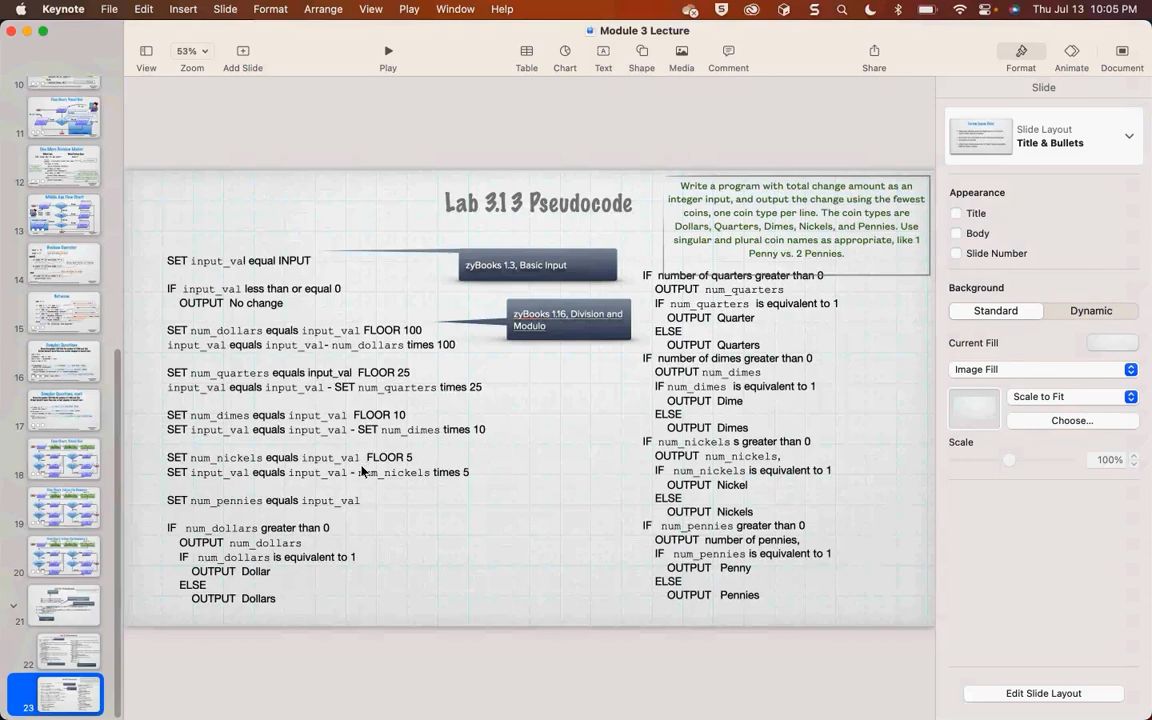 Keynote File Edit Insert Slide Format Arrange View Play Window Help Thu Jul 13 10:05 PM
Module 3 Lecture
53%
View Zoom Add Slide Play Table Chart Text Shape Media Comment Share Format Animate Document
10
11
12
13
14
15
16
17
18
19
20
21
22
23
Lab 3.13 Pseudocode
Write a program with total change amount as an
integer input, and output the change using the fewest
coins, one coin type per line. The coin types are
Dollars, Quarters, Dimes, Nickels, and Pennies. Use
singular and plural coin names as appropriate, like 1
Penny vs. 2 Pennies.
zyBooks 1.3, Basic Input
zyBooks 1.16, Division and
Modulo
SET input_val equal INPUT
IF input_val less than or equal 0
OUTPUT No change
SET num_dollars equals input_val FLOOR 100
input_val equals input_val- num_dollars times 100
SET num_quarters equals input_val FLOOR 25
input_val equals input_val - SET num_quarters times 25
SET num_dimes equals input_val FLOOR 10
SET input_val equals input_val - SET num_dimes times 10
SET num_nickels equals input_val FLOOR 5
SET input_val equals input_val - num_nickels times 5
SET num_pennies equals input_val
IF num_dollars greater than 0
OUTPUT num_dollars
IF num_dollars is equivalent to 1
OUTPUT Dollar
ELSE
OUTPUT Dollars
IF number of quarters greater than 0
OUTPUT num_quarters
IF num_quarters is equivalent to 1
OUTPUT Quarter
ELSE
OUTPUT Quarters
IF number of dimes greater than 0
OUTPUT num_dimes
IF num_dimes is equivalent to 1
OUTPUT Dime
ELSE
OUTPUT Dimes
IF num_nickels s greater than 0
OUTPUT num_nickels,
IF num_nickels is equivalent to 1
OUTPUT Nickel
ELSE
OUTPUT Nickels
IF num_pennies greater than 0
OUTPUT number of pennies,
IF num_pennies is equivalent to 1
OUTPUT Penny
ELSE
OUTPUT Pennies
Slide
Slide Layout
Title & Bullets
Appearance
Title
Body
Slide Number
Background
Standard Dynamic
Current Fill
Image Fill
Scale to Fit
Choose...
Scale
100%
Edit Slide Layout